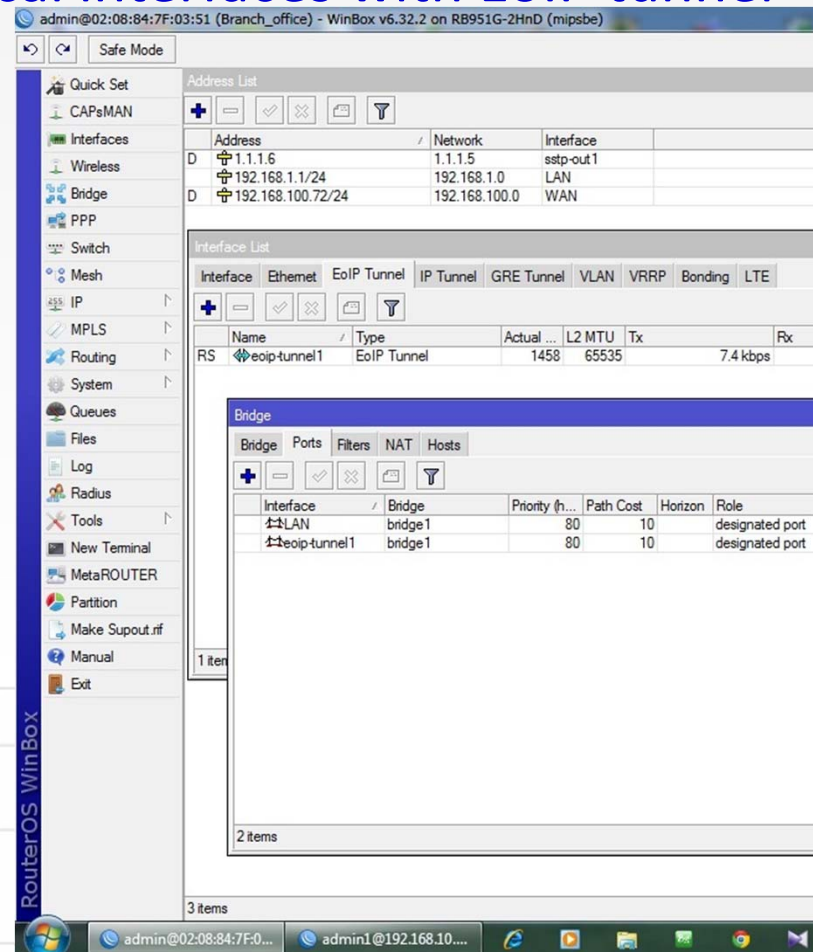 cal interfaces with EoIP tunnel
admin@02:08:84:7F:03:51 (Branch_office) - WinBox v6.32.2 on RB951G-2HnD (mipsbe)
Safe Mode
Quick Set
CAPsMAN
Interfaces
Wireless
Bridge
PPP
Switch
Mesh
255 IP
MPLS
Routing
System
Queues
Files
Log
Radius
Tools
New Terminal
MetaROUTER
Partition
Make Supout.rif
Manual
Exit
RouterOS WinBox
Address List
Address / Network Interface
D 1.1.1.6 1.1.1.5 sstp-out1
192.168.1.1/24 192.168.1.0 LAN
D 192.168.100.72/24 192.168.100.0 WAN
Interface List
Interface Ethernet EoIP Tunnel IP Tunnel GRE Tunnel VLAN VRRP Bonding LTE
Name / Type Actual ... L2 MTU Tx Rx
RS eoip-tunnel1 EoIP Tunnel 1458 65535 7.4 kbps
1 item
Bridge
Bridge Ports Filters NAT Hosts
Interface / Bridge Priority (h... Path Cost Horizon Role
LAN bridge1 80 10 designated port
eoip-tunnel1 bridge1 80 10 designated port
2 items
3 items
admin@02:08:84:7F:0... admin1@192.168.10....